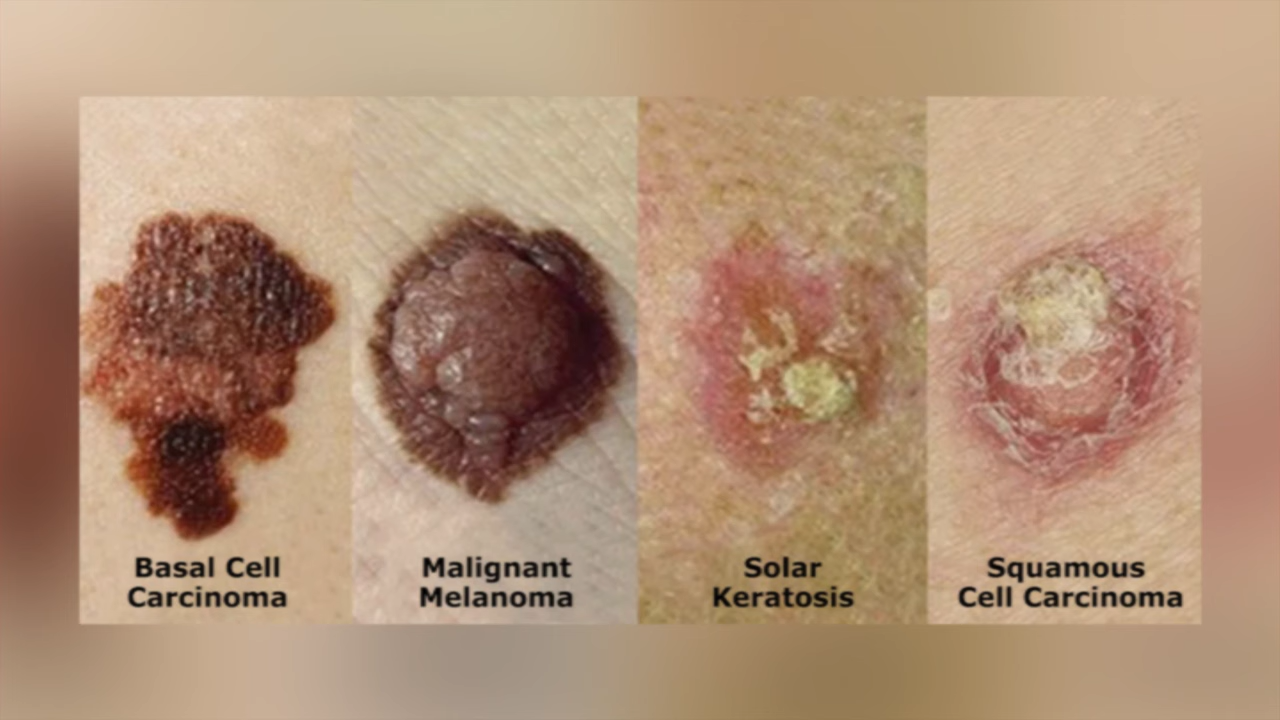 Basal Cell
Carcinoma
Malignant
Melanoma
Solar
Keratosis
Squamous
Cell Carcinoma